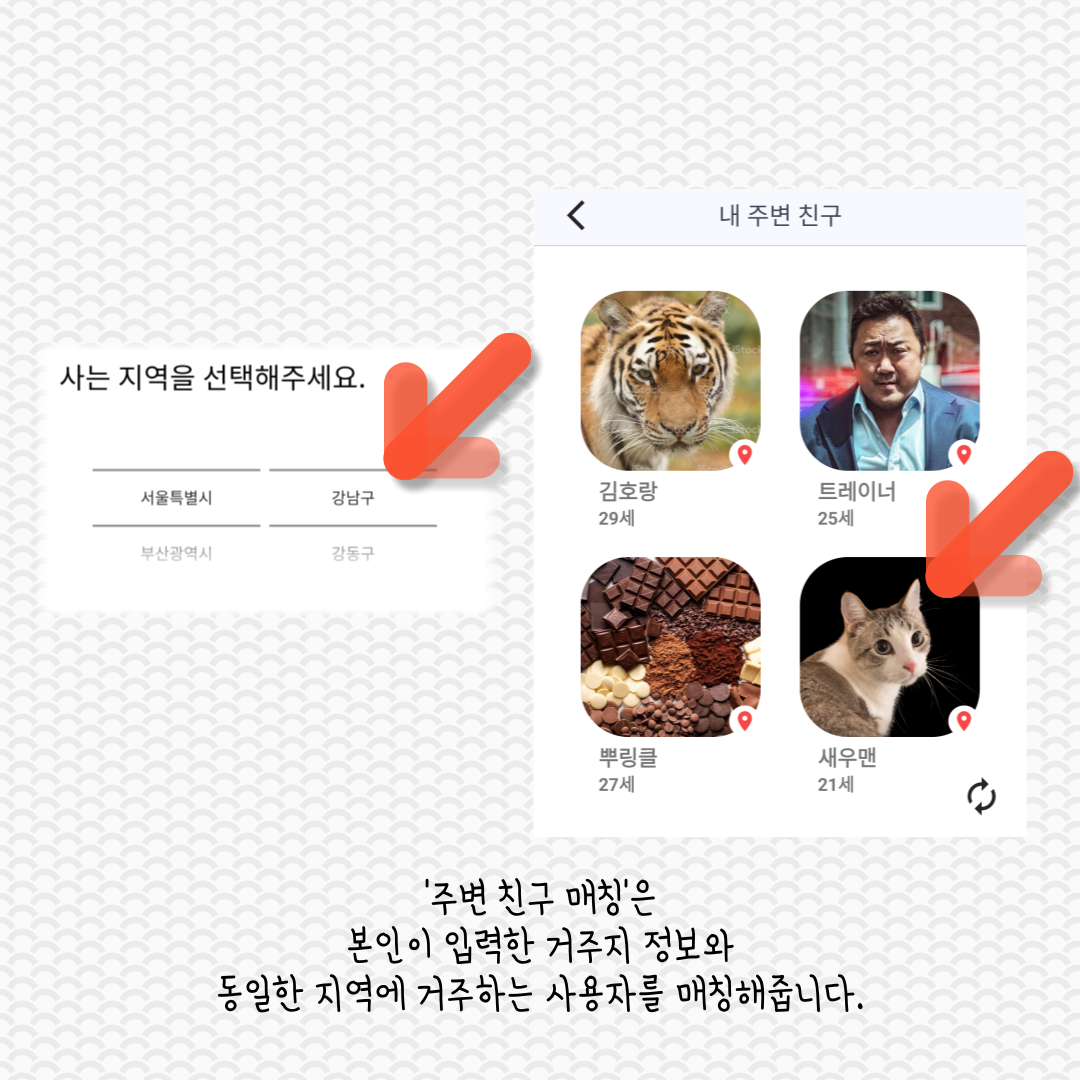 내 주변 친구
사는 지역을 선택해주세요.
서울특별시 강남구
부산광역시 강동구
김호랑 트레이너
29세 25세
뿌링클 새우맨
27세 21세
'주변 친구 매칭'은
본인이 입력한 거주지 정보와
동일한 지역에 거주하는 사용자를 매칭해줍니다.